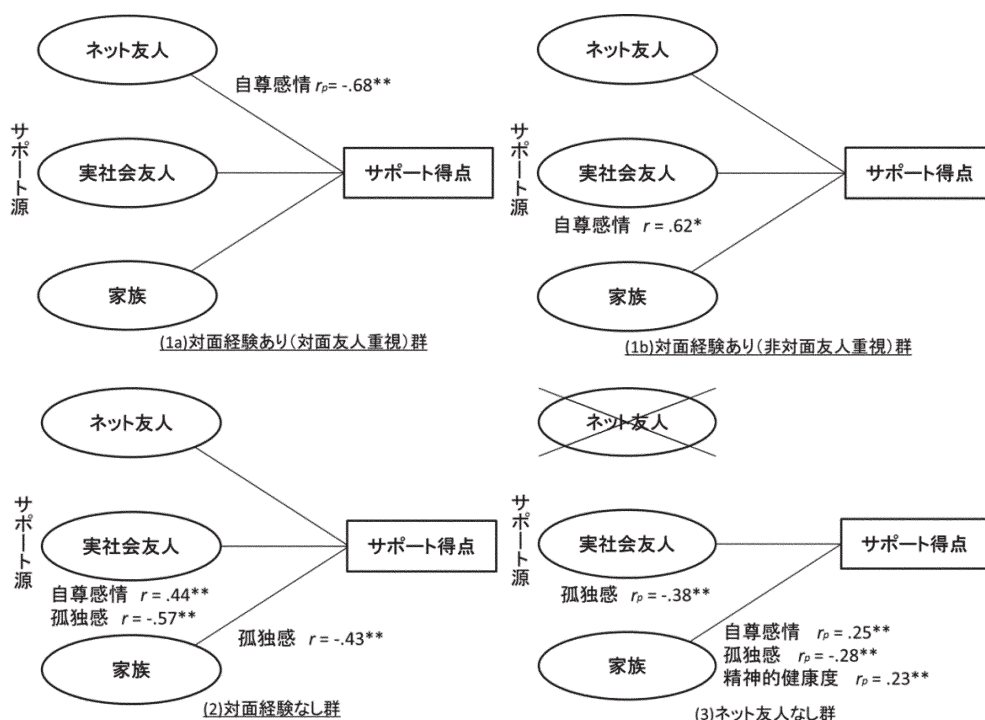 ネット友人
自尊感情 rp= -.68**
サポート源
実社会友人
サポート得点
家族
(1a)対面経験あり(対面友人重視)群
ネット友人
サポート源
実社会友人
サポート得点
自尊感情 r = .62*
家族
(1b)対面経験あり(非対面友人重視)群
ネット友人
サポート源
実社会友人
サポート得点
自尊感情 r = .44**
孤独感 r = -.57**
孤独感 r = -.43**
家族
(2)対面経験なし群
ネット友人
サポート源
実社会友人
サポート得点
孤独感 rp = -.38**
自尊感情 rp = .25**
孤独感 rp = -.28**
精神的健康度 rp = .23**
家族
(3)ネット友人なし群